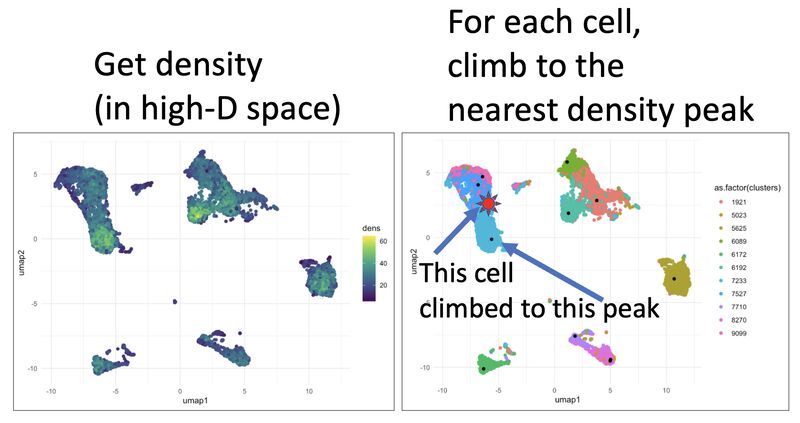 Get density
(in high-D space)
For each cell,
climb to the
nearest density peak
umap2
5
0
-5
-10
-10
-5
0
5
10
umap1
dens
60
40
20
umap2
5
0
-5
-10
-10
-5
0
5
10
umap1
This cell
climbed to this peak
as.factor(clusters)
1921
5023
5625
6089
6172
6192
7233
7527
7710
8270
9099